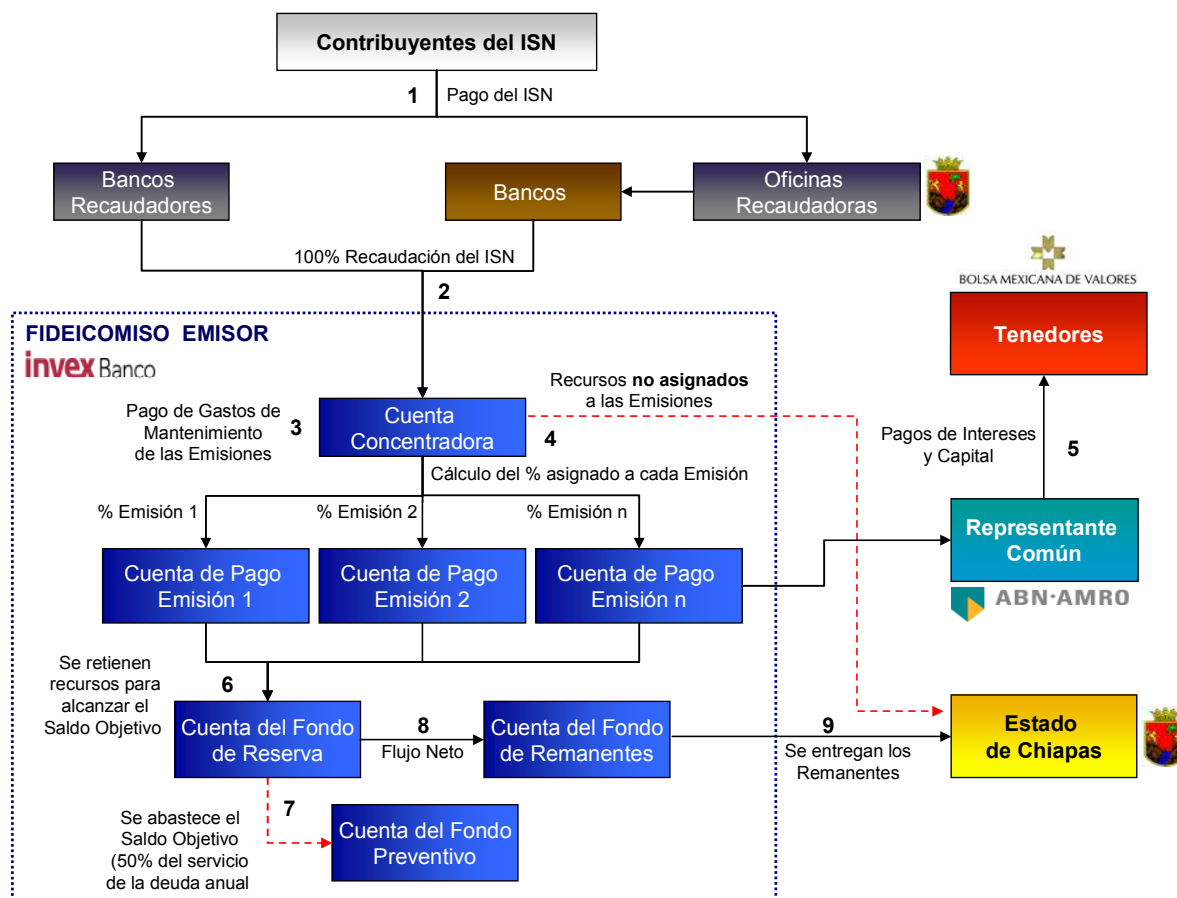 Contribuyentes del ISN
1
Pago del ISN
Bancos
Recaudadores
Bancos
Oficinas
Recaudadoras
100% Recaudación del ISN
2
BOLSA MEXICANA DE VALORES
Tenedores
FIDEICOMISO EMISOR
invex Banco
Recursos no asignados
a las Emisiones
Pago de Gastos de
Mantenimiento
de las Emisiones
3
Cuenta
Concentradora
4
Pagos de Intereses
y Capital
5
Cálculo del % asignado a cada Emisión
% Emisión 1
% Emisión 2
% Emisión n
Representante
Común
Cuenta de Pago
Emisión 1
Cuenta de Pago
Emisión 2
Cuenta de Pago
Emisión n
ABN·AMRO
Se retienen
recursos para
alcanzar el
Saldo Objetivo
6
Cuenta del Fondo
de Reserva
8
Flujo Neto
Cuenta del Fondo
de Remanentes
9
Se entregan los
Remanentes
Estado
de Chiapas
7
Se abastece el
Saldo Objetivo
(50% del servicio
de la deuda anual
Cuenta del Fondo
Preventivo